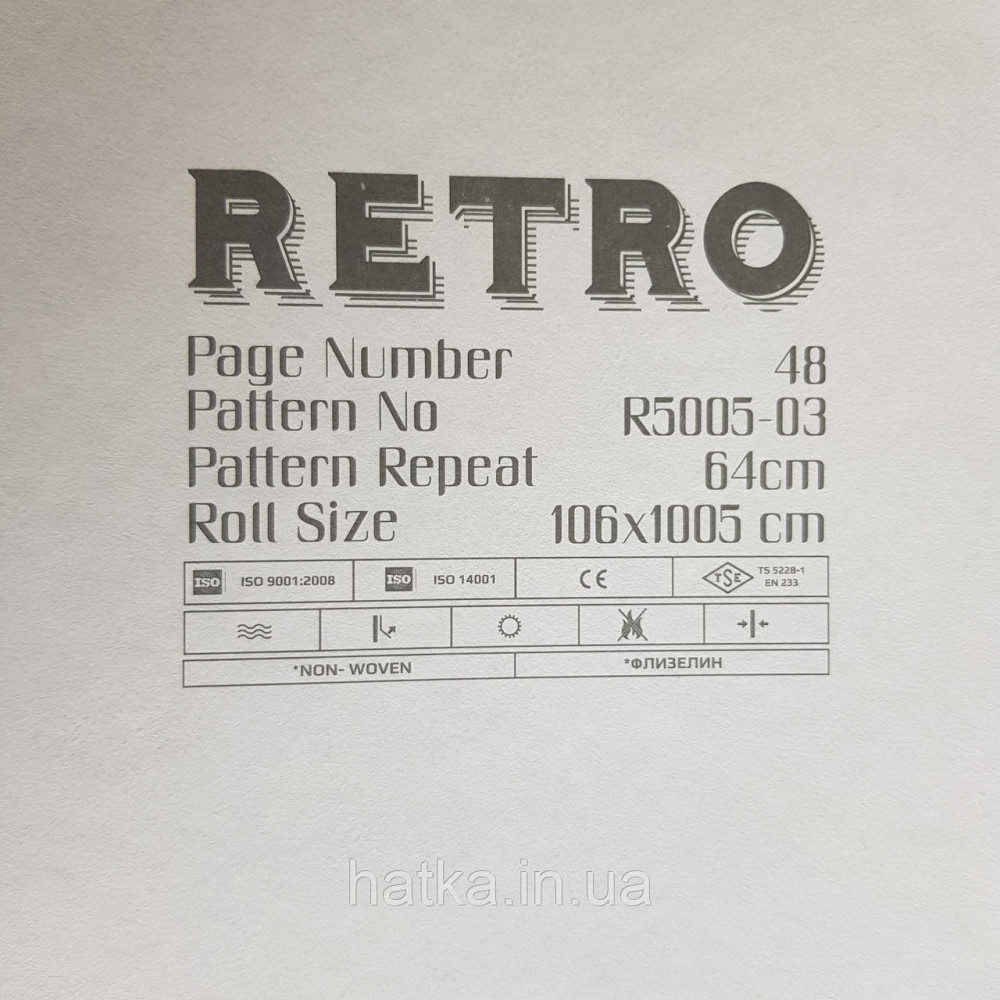 RETRO
Page Number 48
Pattern No R5005-03
Pattern Repeat 64cm
Roll Size 106x1005 cm
ISO ISO 9001:2008 ISO ISO 14001 CE TSE TS 5228-1
EN 233
*NON- WOVEN *ФЛИЗЕЛИН
hatka.in.ua